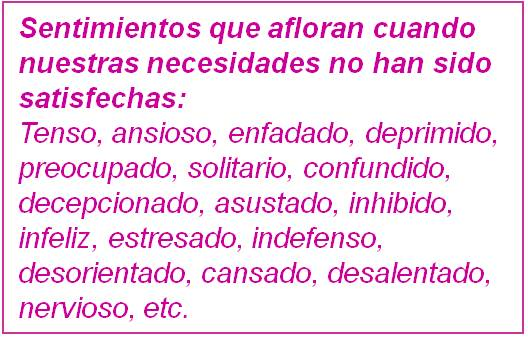 Sentimientos que afloran cuando
nuestras necesidades no han sido
satisfechas:
Tenso, ansioso, enfadado, deprimido,
preocupado, solitario, confundido,
decepcionado, asustado, inhibido,
infeliz, estresado, indefenso,
desorientado, cansado, desalentado,
nervioso, etc.